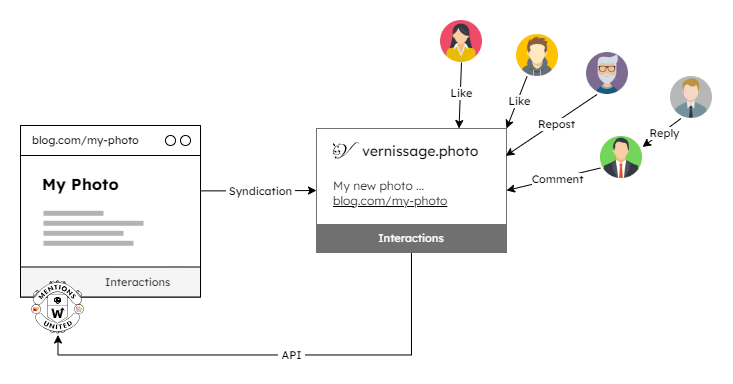 Like
Like
Repost
Reply
Comment
blog.com/my-photo
My Photo
Interactions
MENTIONS
W
UNITED
Syndication
vernissage.photo
My new photo ...
blog.com/my-photo
Interactions
API